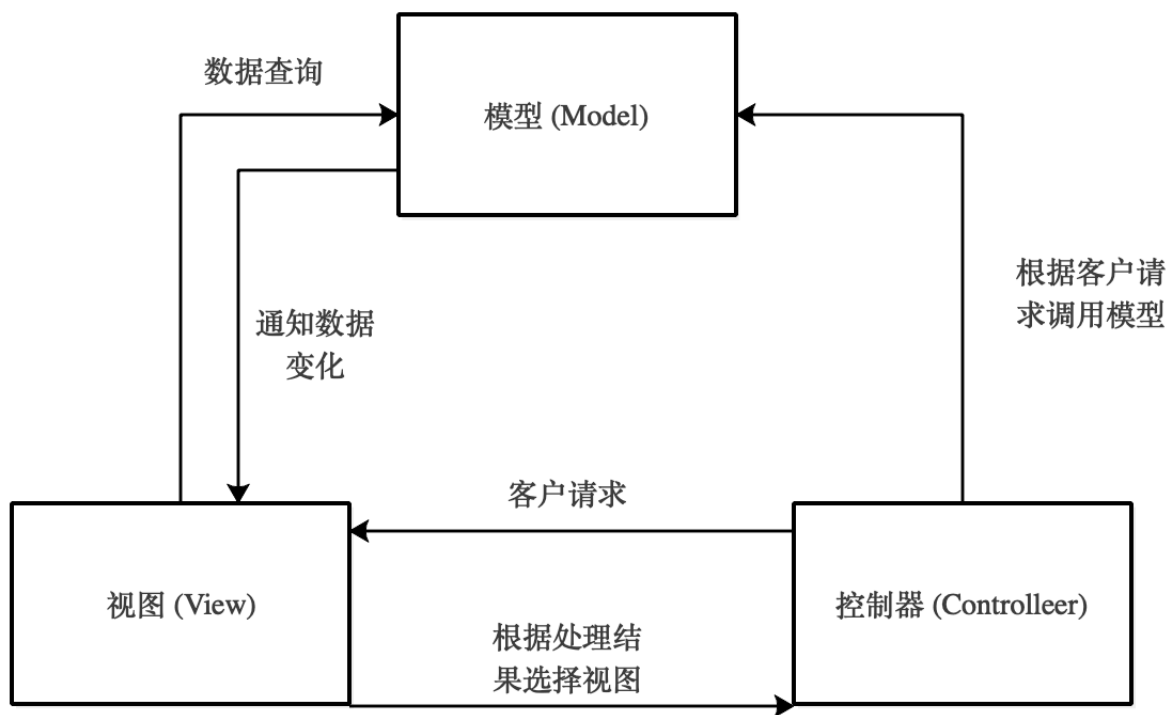 数据查询
模型 (Model)
根据客户请
求调用模型
通知数据
变化
客户请求
视图 (View)
控制器 (Controlleer)
根据处理结
果选择视图